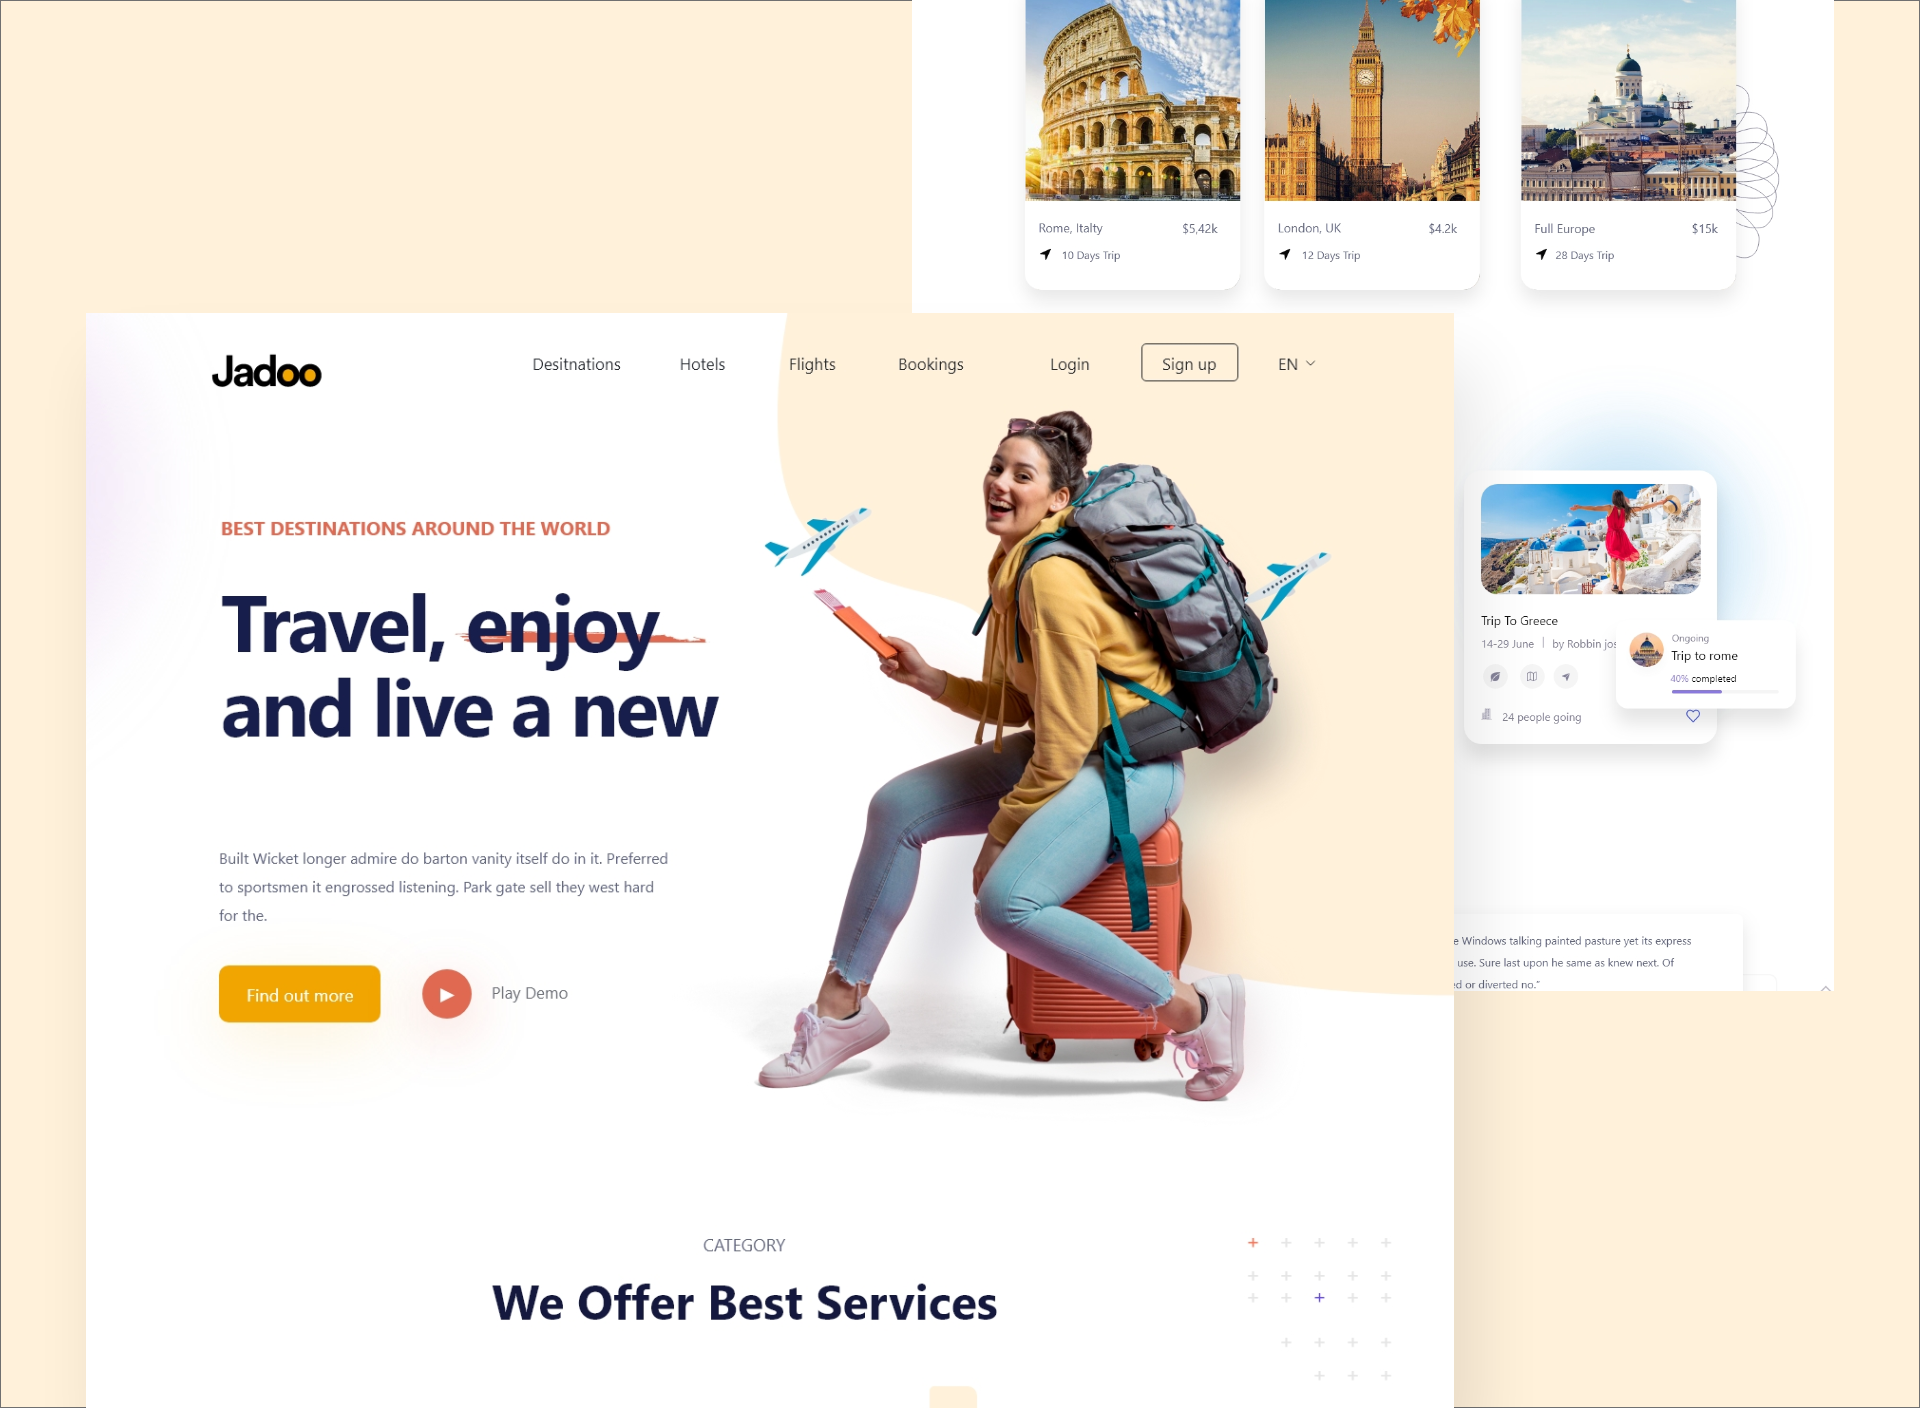 Rome, Italty
$5,42k
10 Days Trip
London, UK
$4.2k
12 Days Trip
Full Europe
$15k
28 Days Trip
Jadoo
Desitnations
Hotels
Flights
Bookings
Login
Sign up
EN
BEST DESTINATIONS AROUND THE WORLD
Travel, enjoy
and live a new
Built Wicket longer admire do barton vanity itself do in it. Preferred
to sportsmen it engrossed listening. Park gate sell they west hard
for the.
Find out more
Play Demo
Trip To Greece
14-29 June | by Robbin jos
24 people going
Ongoing
Trip to rome
40% completed
e Windows talking painted pasture yet its express
use. Sure last upon he same as knew next. Of
ed or diverted no."
CATEGORY
We Offer Best Services